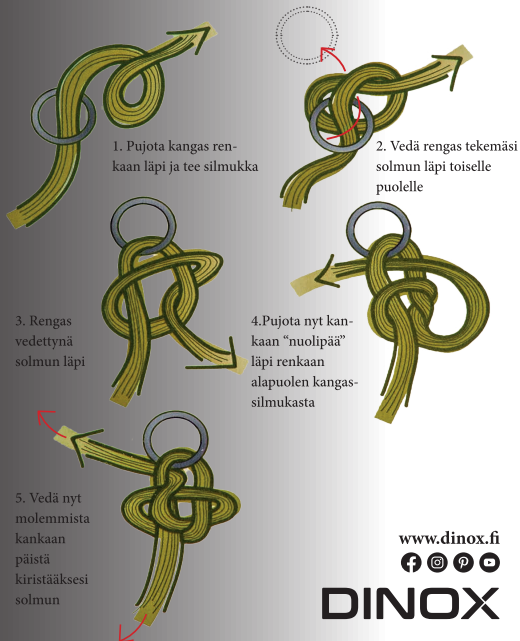 1. Pujota kangas ren-
kaan läpi ja tee silmukka
2. Vedä rengas tekemäsi
solmun läpi toiselle
puolelle
3. Rengas
vedettynä
solmun läpi
4.Pujota nyt kan-
kaan “nuolipää”
läpi renkaan
alapuolen kangas-
silmukasta
5. Vedä nyt
molemmista
kankaan
päistä
kiristääksesi
solmun
www.dinox.fi
DINOX